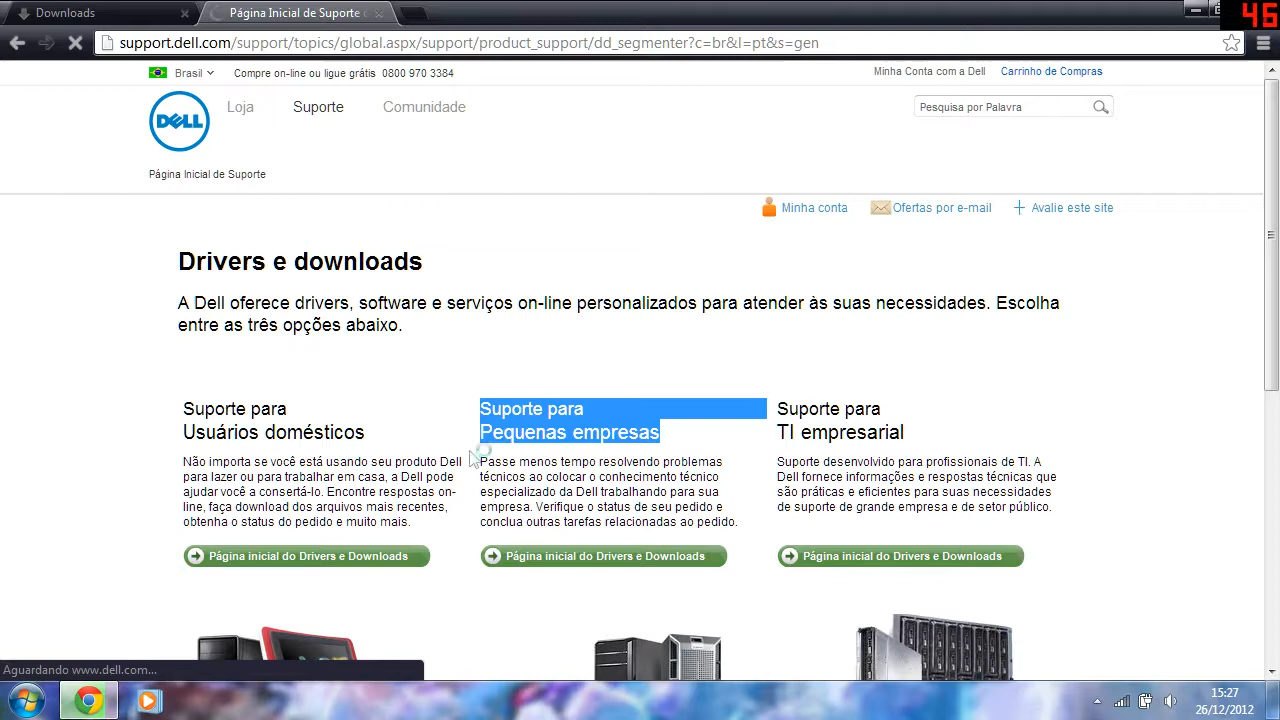 Downloads
Página Inicial de Suporte
46
support.dell.com/support/topics/global.aspx/support/product_support/dd_segmenter?c=br&l=pt&s=gen
Brasil
Compre on-line ou ligue grátis 0800 970 3384
Minha Conta com a Dell
Carrinho de Compras
DELL
Loja
Suporte
Comunidade
Pesquisa por Palavra
Página Inicial de Suporte
Minha conta
Ofertas por e-mail
Avalie este site
Drivers e downloads
A Dell oferece drivers, software e serviços on-line personalizados para atender às suas necessidades. Escolha
entre as três opções abaixo.
Suporte para
Usuários domésticos
Não importa se você está usando seu produto Dell
para lazer ou para trabalhar em casa, a Dell pode
ajudar você a consertá-lo. Encontre respostas on-
line, faça download dos arquivos mais recentes,
obtenha o status do pedido e muito mais.
Página inicial do Drivers e Downloads
Suporte para
Pequenas empresas
Passe menos tempo resolvendo problemas
técnicos ao colocar o conhecimento técnico
especializado da Dell trabalhando para sua
empresa. Verifique o status de seu pedido e
conclua outras tarefas relacionadas ao pedido.
Página inicial do Drivers e Downloads
Suporte para
TI empresarial
Suporte desenvolvido para profissionais de TI. A
Dell fornece informações e respostas técnicas que
são práticas e eficientes para suas necessidades
de suporte de grande empresa e de setor público.
Página inicial do Drivers e Downloads
Aguardando www.dell.com...
15:27
26/12/2012